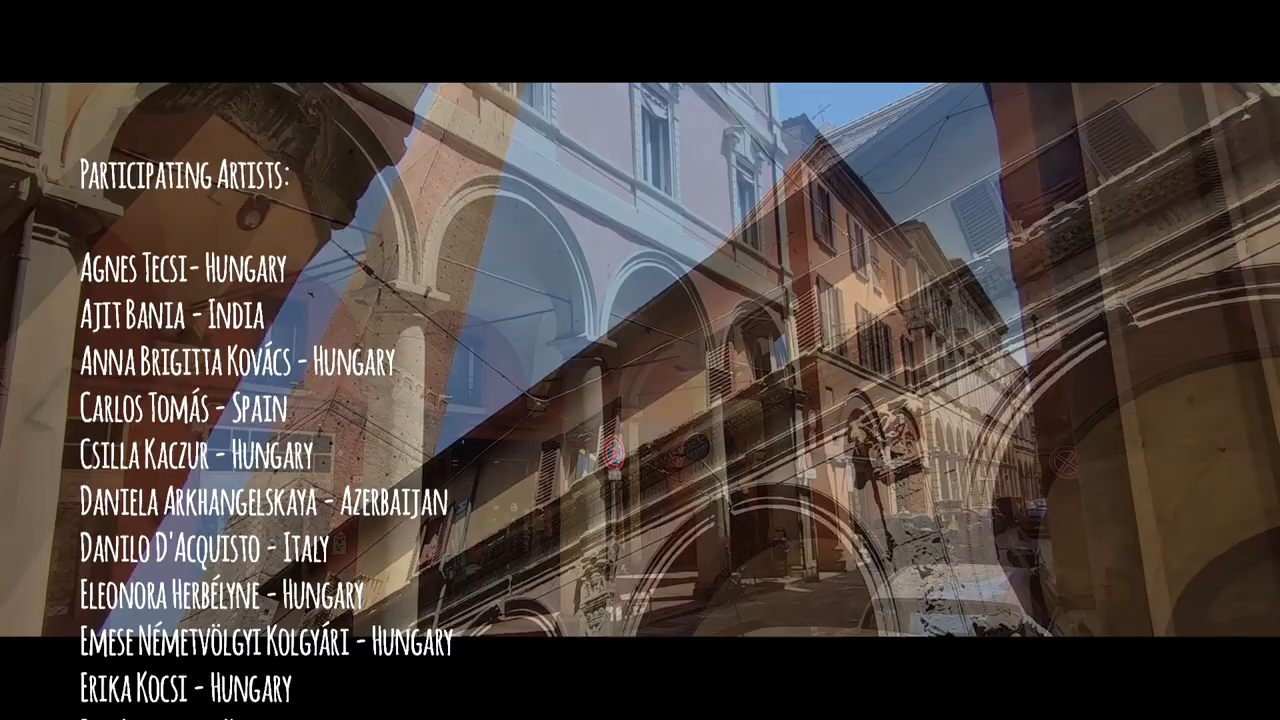 Participating Artists:
Agnes Tecsi- Hungary
Ajit Bania - India
Anna Brigitta Kovács - Hungary
Carlos Tomás - Spain
Csilla Kaczur - Hungary
Daniela Arkhangelskaya - Azerbaijan
Danilo D'Acquisto - Italy
Eleonora Herbélyne - Hungary
Emese Németvölgyi Kolgyári - Hungary
Erika Kocsi - Hungary